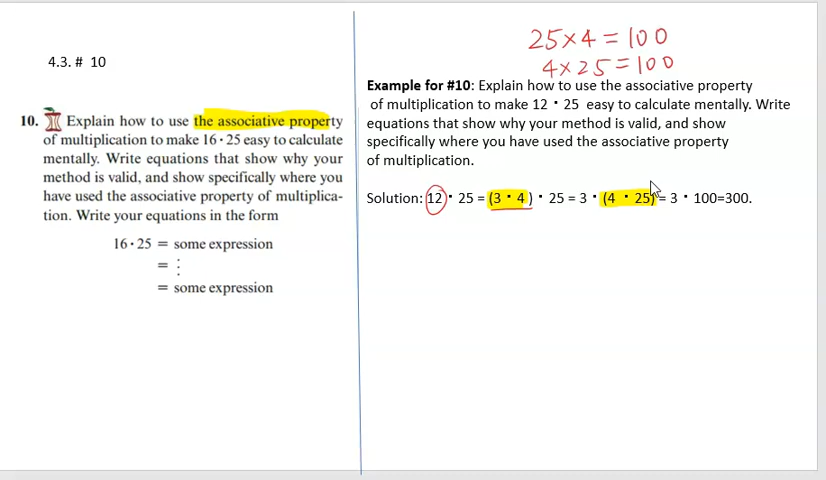 4.3. # 10
10. Explain how to use the associative property
of multiplication to make 16 · 25 easy to calculate
mentally. Write equations that show why your
method is valid, and show specifically where you
have used the associative property of multiplica-
tion. Write your equations in the form
16 · 25 = some expression
= ⋮
= some expression
25×4=100
4×25=100
Example for #10: Explain how to use the associative property
of multiplication to make 12 · 25 easy to calculate mentally. Write
equations that show why your method is valid, and show
specifically where you have used the associative property
of multiplication.
Solution: 12 · 25 = (3 · 4) · 25 = 3 · (4 · 25) = 3 · 100=300.